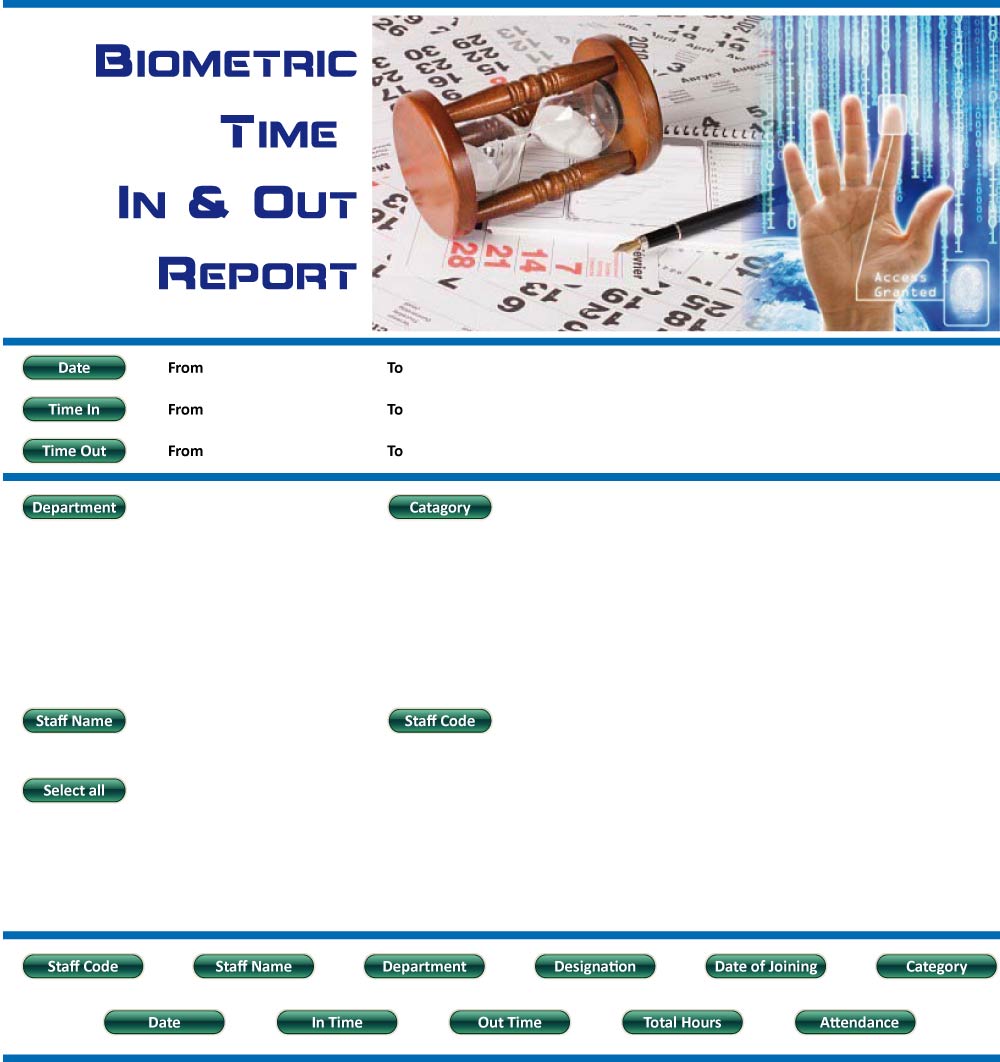 BIOMETRIC
TIME
IN & OUT
REPORT
Access
Granted
Date From To
Time In From To
Time Out From To
Department Catagory
Staff Name Staff Code
Select all
Staff Code Staff Name Department Designation Date of Joining Category
Date In Time Out Time Total Hours Attendance